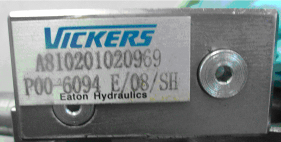 VICKERS
A810201020969
P00-6094 E/08/SH
Eaton Hydraulics